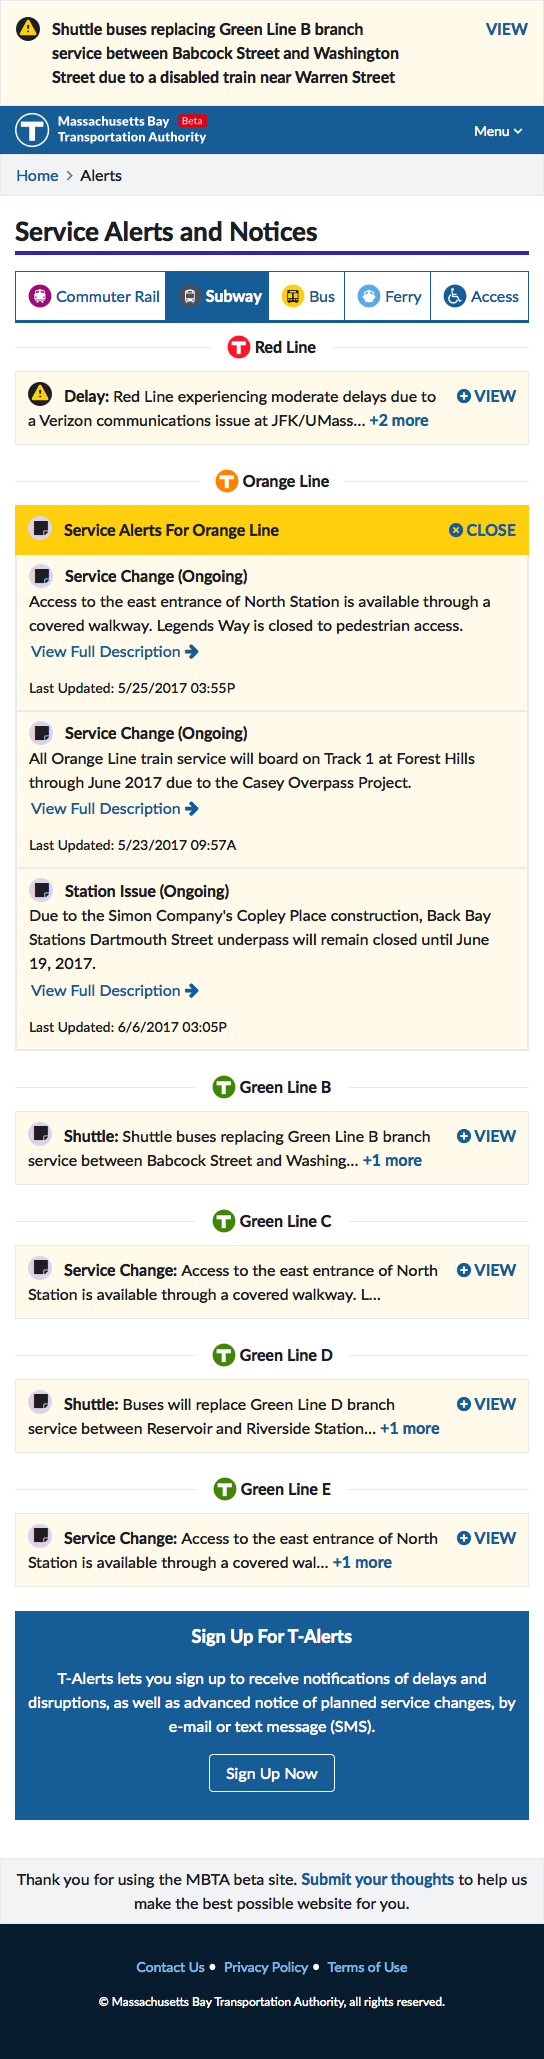 Shuttle buses replacing Green Line B branch
service between Babcock Street and Washington
Street due to a disabled train near Warren Street
VIEW
Massachusetts Bay Beta
Transportation Authority
Menu
Home > Alerts
Service Alerts and Notices
Commuter Rail Subway Bus Ferry Access
T Red Line
Delay: Red Line experiencing moderate delays due to
a Verizon communications issue at JFK/UMass... +2 more
VIEW
T Orange Line
Service Alerts For Orange Line
CLOSE
Service Change (Ongoing)
Access to the east entrance of North Station is available through a
covered walkway. Legends Way is closed to pedestrian access.
View Full Description
Last Updated: 5/25/2017 03:55P
Service Change (Ongoing)
All Orange Line train service will board on Track 1 at Forest Hills
through June 2017 due to the Casey Overpass Project.
View Full Description
Last Updated: 5/23/2017 09:57A
Station Issue (Ongoing)
Due to the Simon Company's Copley Place construction, Back Bay
Stations Dartmouth Street underpass will remain closed until June
19, 2017.
View Full Description
Last Updated: 6/6/2017 03:05P
T Green Line B
Shuttle: Shuttle buses replacing Green Line B branch
service between Babcock Street and Washing... +1 more
VIEW
T Green Line C
Service Change: Access to the east entrance of North
Station is available through a covered walkway. L...
VIEW
T Green Line D
Shuttle: Buses will replace Green Line D branch
service between Reservoir and Riverside Station... +1 more
VIEW
T Green Line E
Service Change: Access to the east entrance of North
Station is available through a covered wal... +1 more
VIEW
Sign Up For T-Alerts
T-Alerts lets you sign up to receive notifications of delays and
disruptions, as well as advanced notice of planned service changes, by
e-mail or text message (SMS).
Sign Up Now
Thank you for using the MBTA beta site. Submit your thoughts to help us
make the best possible website for you.
Contact Us • Privacy Policy • Terms of Use
© Massachusetts Bay Transportation Authority, all rights reserved.